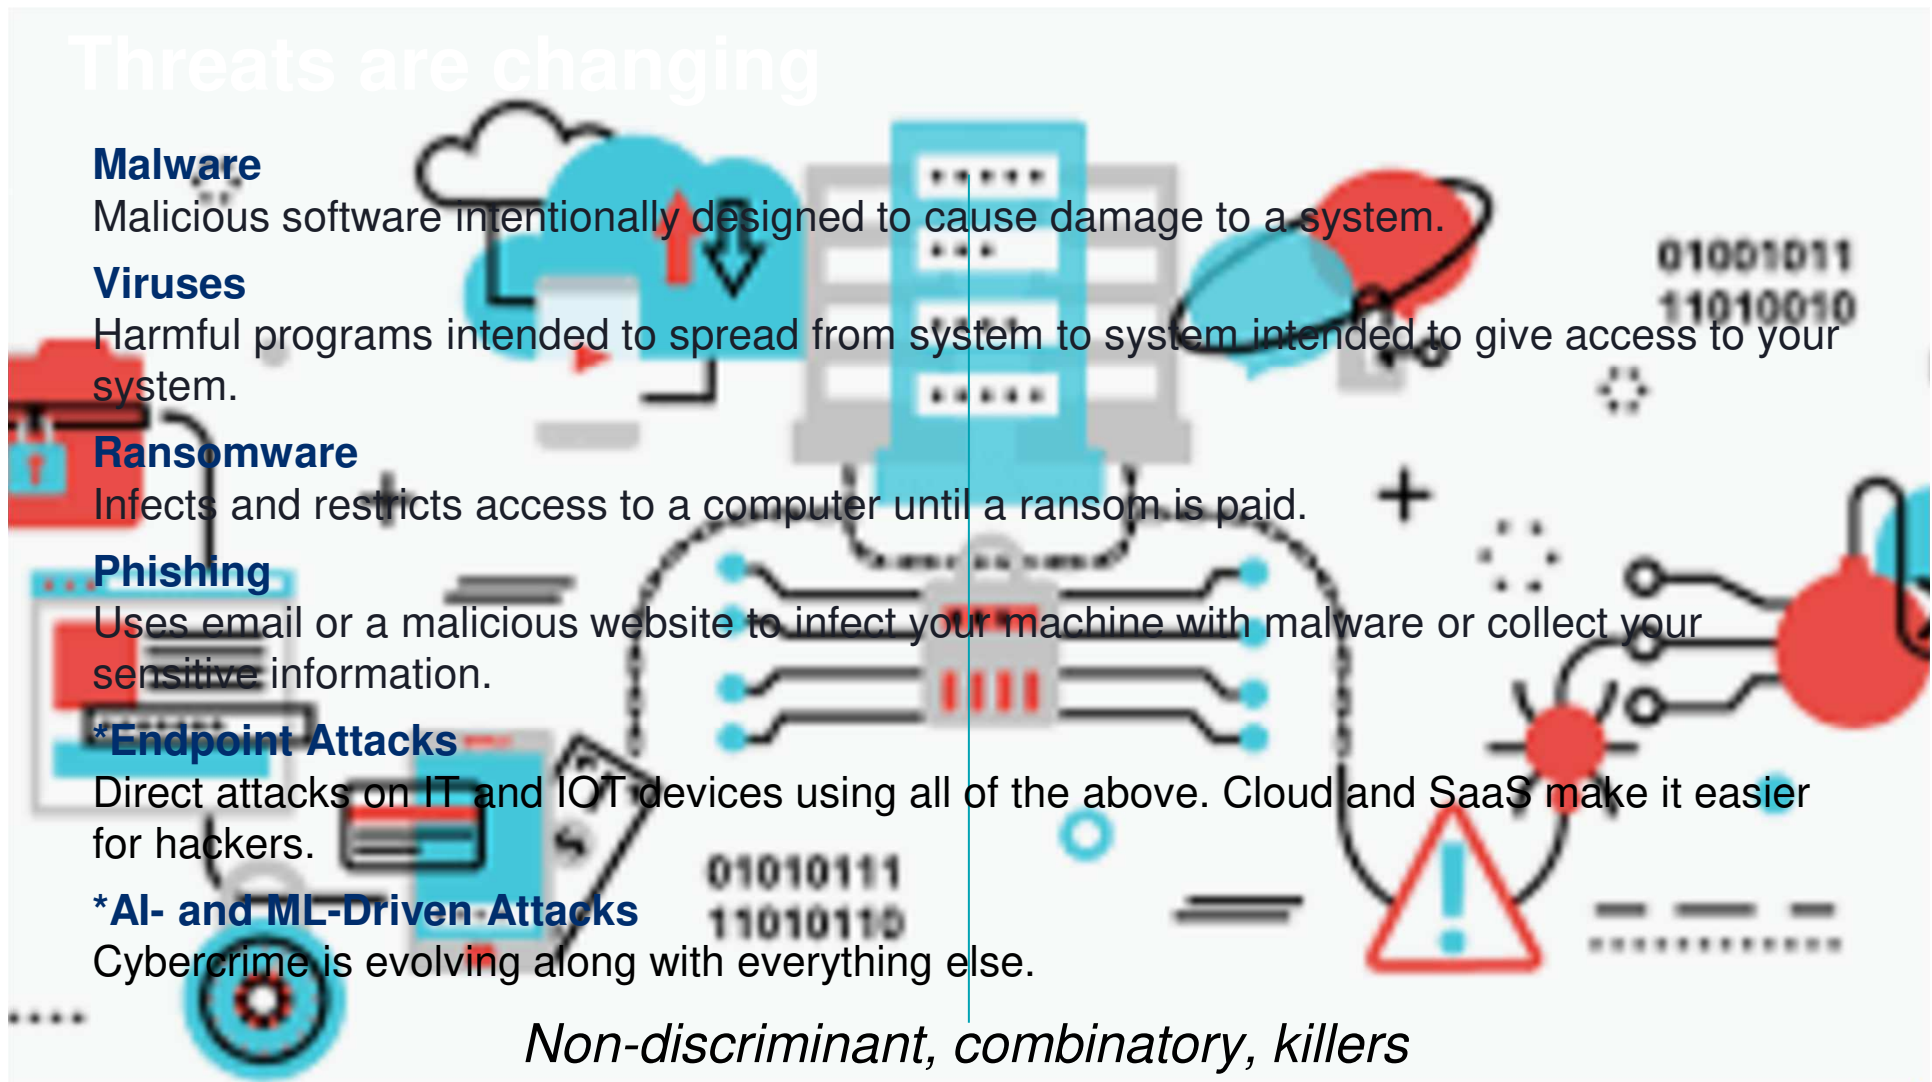 Threats are changing
Malware
Malicious software intentionally designed to cause damage to a system.
Viruses
Harmful programs intended to spread from system to system intended to give access to your
system.
Ransomware
Infects and restricts access to a computer until a ransom is paid.
Phishing
Uses email or a malicious website to infect your machine with malware or collect your
sensitive information.
*Endpoint Attacks
Direct attacks on IT and IOT devices using all of the above. Cloud and SaaS make it easier
for hackers.
*AI- and ML-Driven Attacks
Cybercrime is evolving along with everything else.
Non-discriminant, combinatory, killers
01001011
11010010
01010111
11010110
$